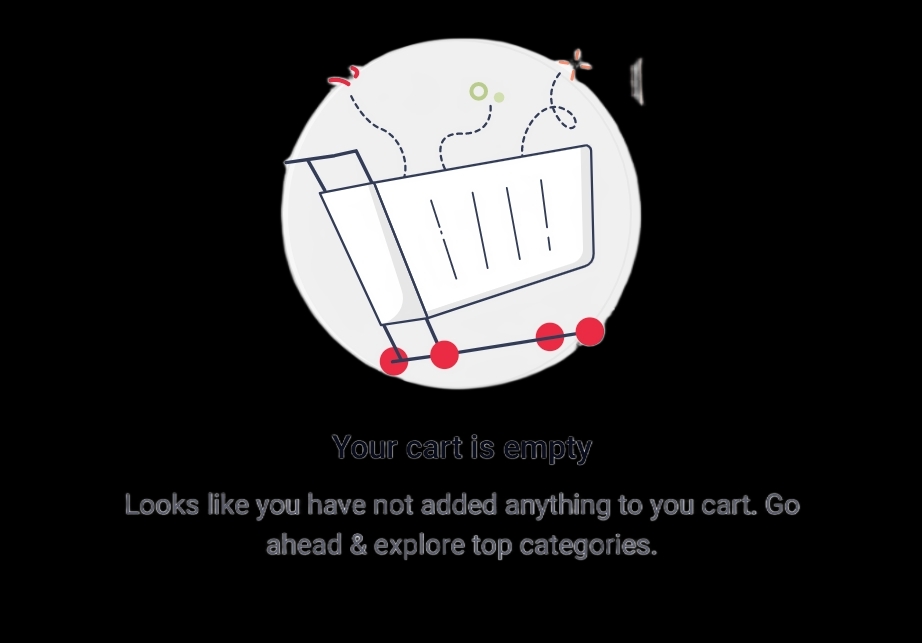 Your cart is empty
Looks like you have not added anything to you cart. Go
ahead & explore top categories.